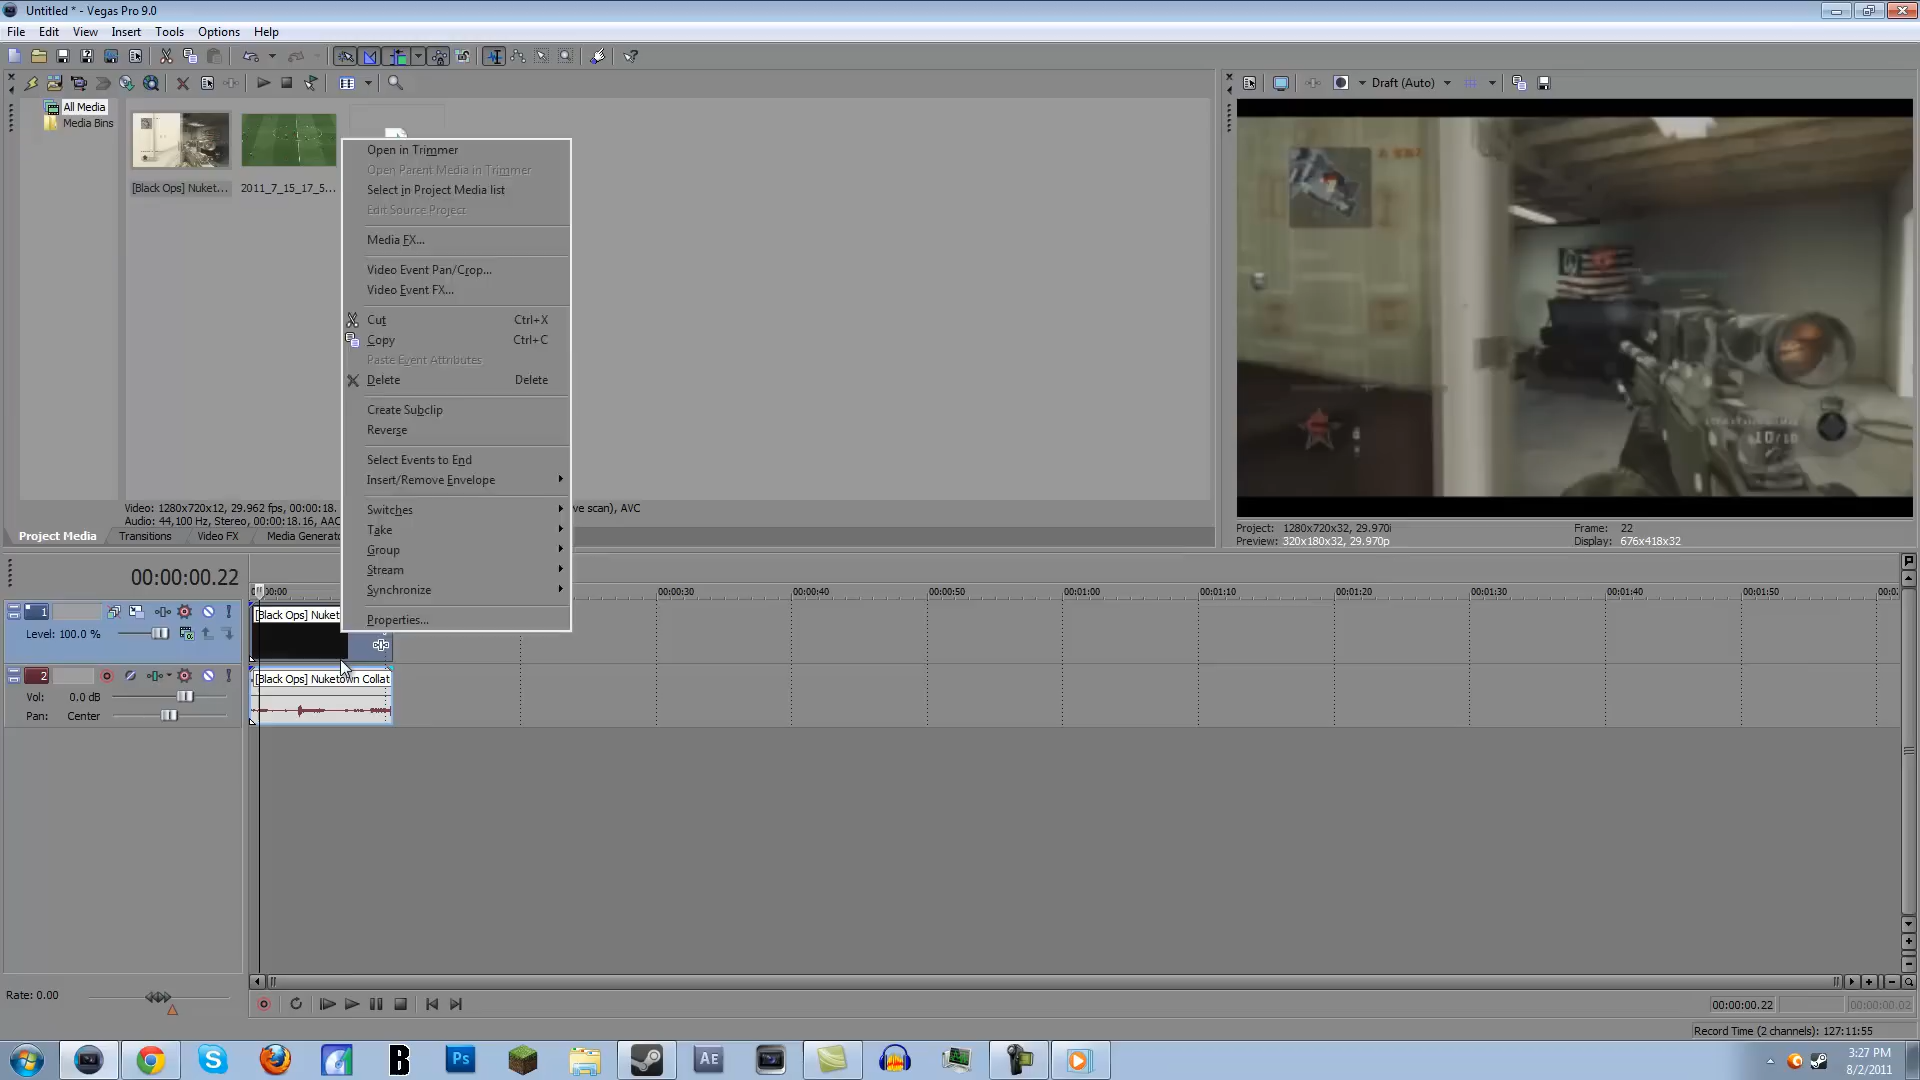 Untitled * - Vegas Pro 9.0
File Edit View Insert Tools Options Help
Draft (Auto)
All Media
Media Bins
[Black Ops] Nuket...
2011_7_15_17_5...
Open in Trimmer
Open Parent Media in Trimmer
Select in Project Media list
Edit Source Project
Media FX...
Video Event Pan/Crop...
Video Event FX...
Cut Ctrl+X
Copy Ctrl+C
Paste Event Attributes
Delete Delete
Create Subclip
Reverse
Select Events to End
Insert/Remove Envelope
Switches
Take
Group
Stream
Synchronize
Properties...
Video: 1280x720x12, 29.962 fps, 00:00:18. ve scan), AVC
Audio: 44,100 Hz, Stereo, 00:00:18.16, AAC
Project Media Transitions Video FX Media Generato
Project: 1280x720x32, 29.970i Frame: 22
Preview: 320x180x32, 29.970p Display: 676x418x32
00:00:00.22
00:00:30 00:00:40 00:00:50 00:01:00 00:01:10 00:01:20 00:01:30 00:01:40 00:01:50
1
[Black Ops] Nuket
Level: 100.0 %
2
[Black Ops] Nuketown Collat
Vol: 0.0 dB
Pan: Center
Rate: 0.00
00:00:00.22 00:00:00.02
Record Time (2 channels): 127:11:55
B Ps AE
3:27 PM
8/2/2011